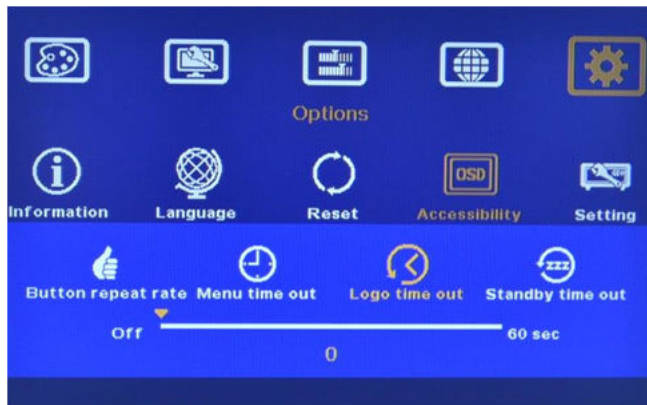 Options
OSD
Information Language Reset Accessibility Setting
zzz
Button repeat rate Menu time out Logo time out Standby time out
Off 60 sec
0